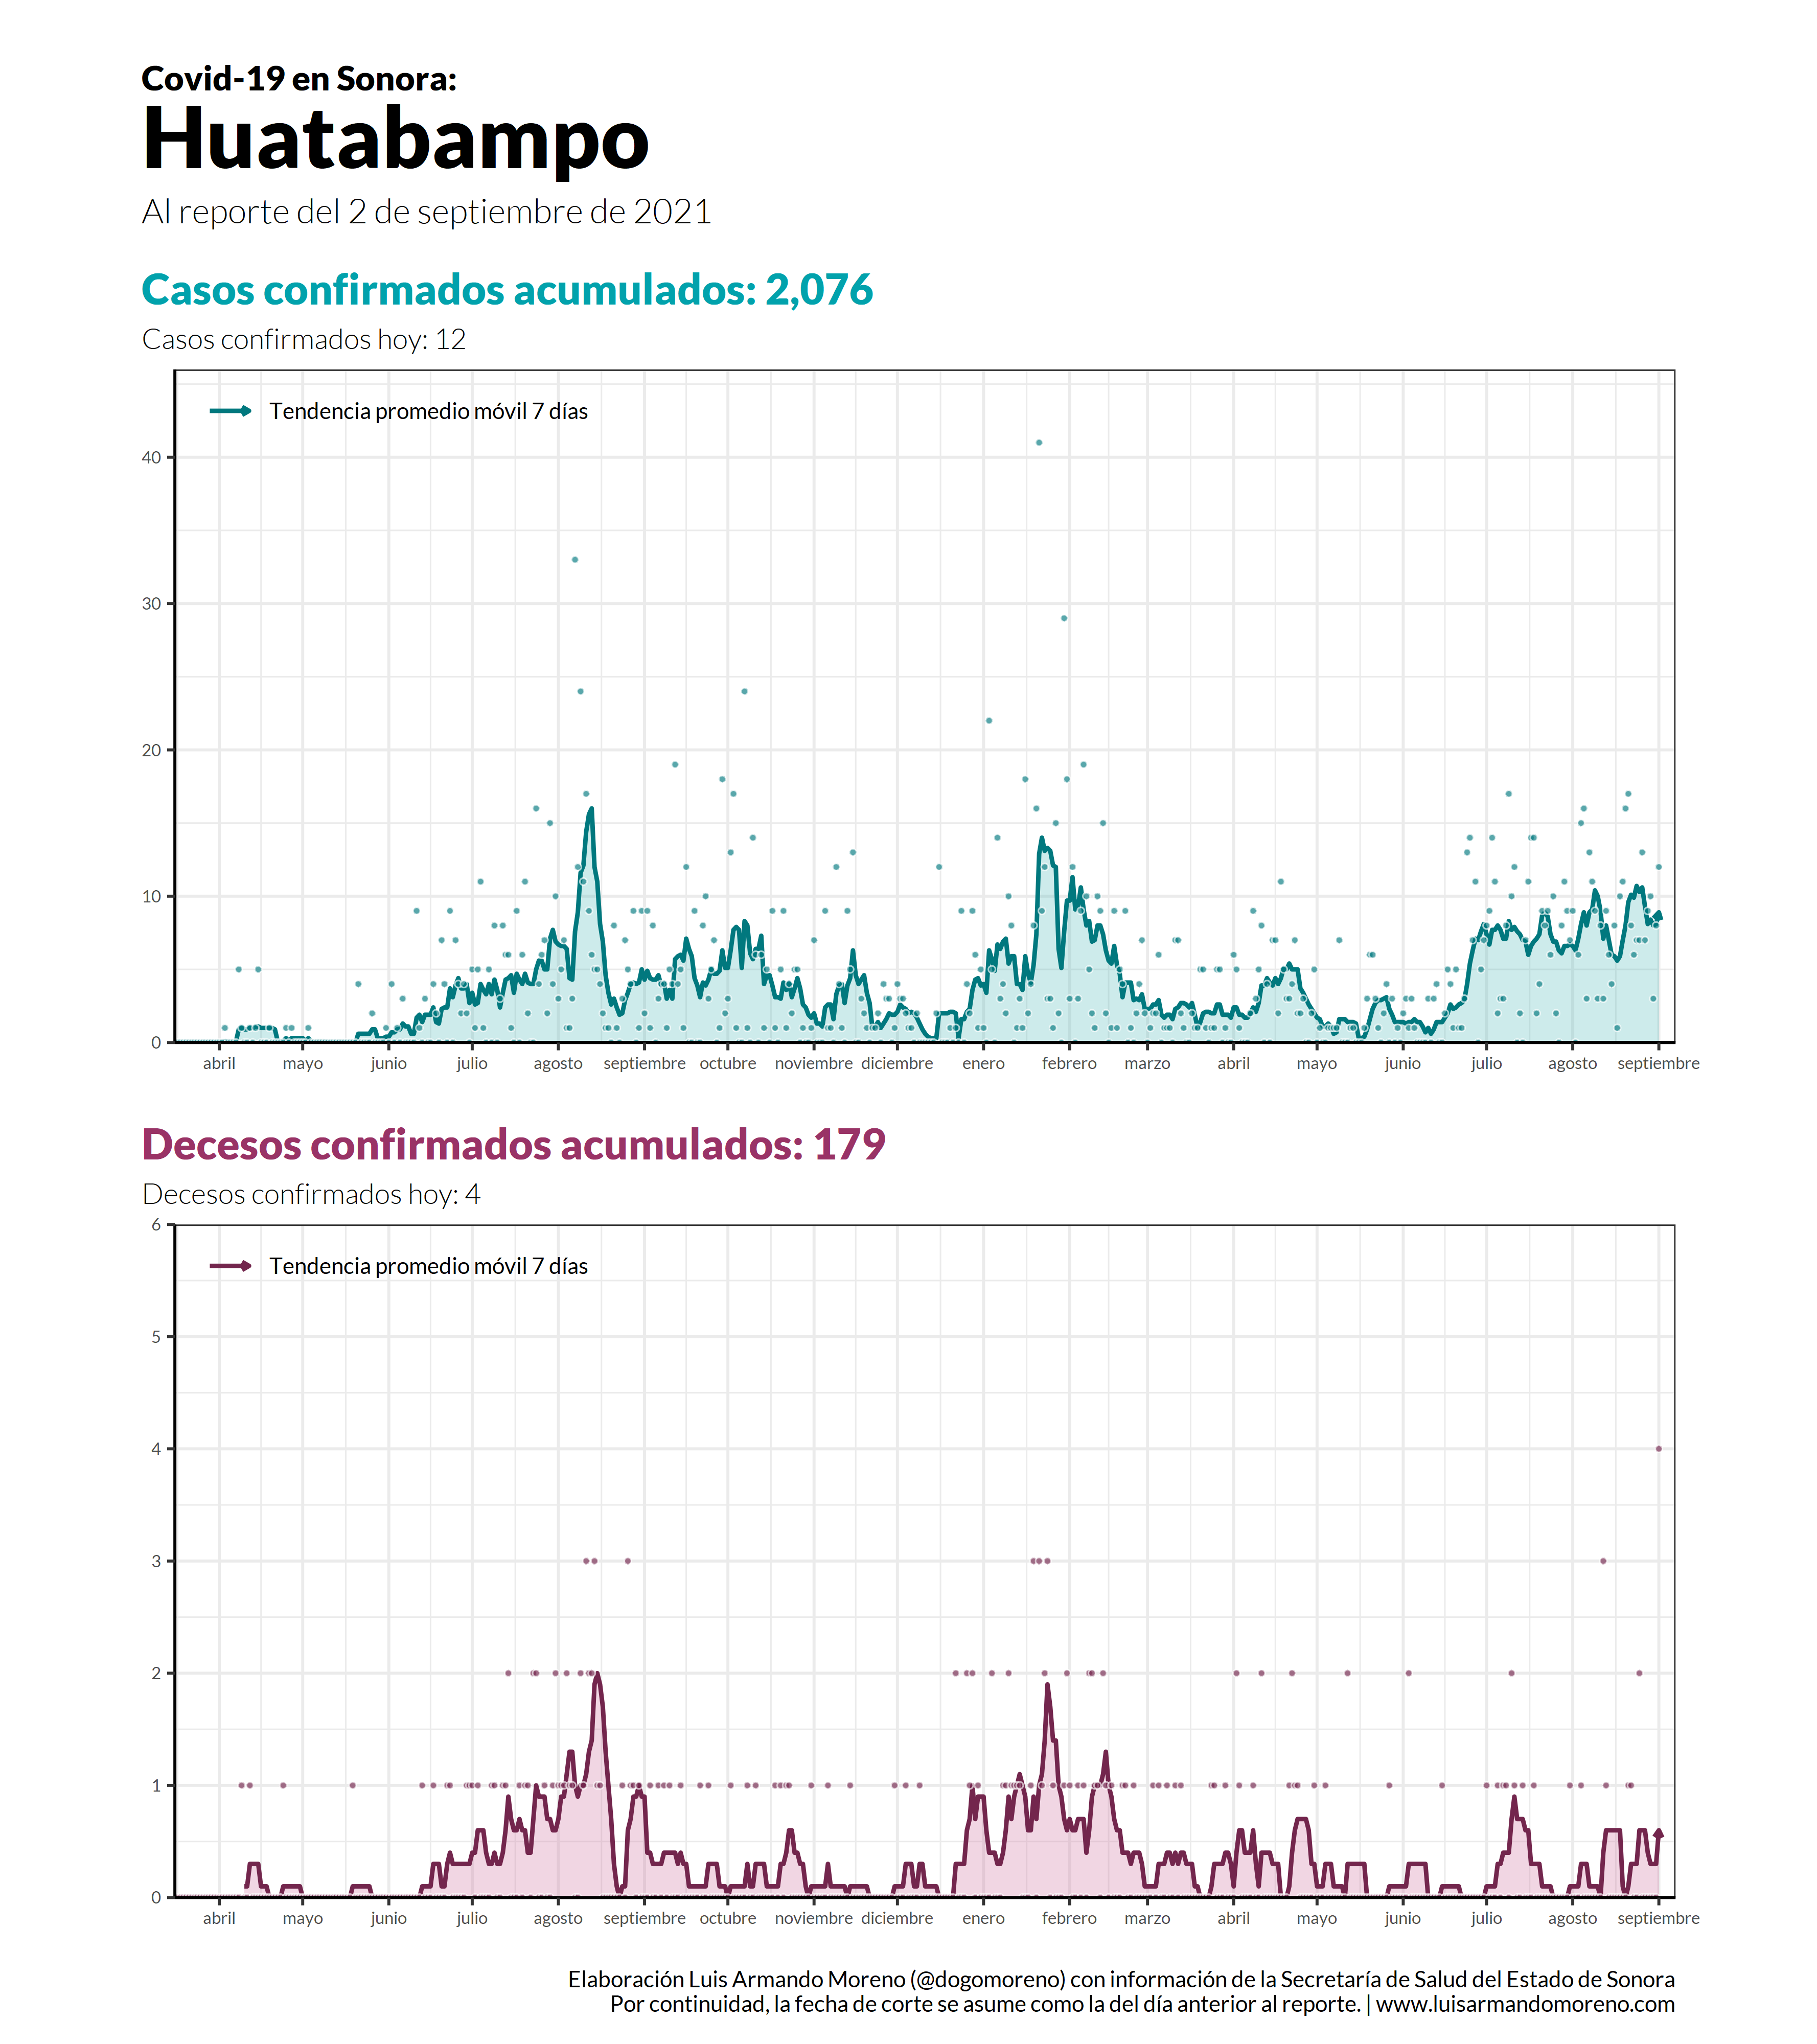 Covid-19 en Sonora:
Huatabampo
Al reporte del 2 de septiembre de 2021
Casos confirmados acumulados: 2,076
Casos confirmados hoy: 12
Tendencia promedio móvil 7 días
40
30
20
10
0
abril mayo junio julio agosto septiembre octubre noviembre diciembre enero febrero marzo abril mayo junio julio agosto septiembre
Decesos confirmados acumulados: 179
Decesos confirmados hoy: 4
6
Tendencia promedio móvil 7 días
5
4
3
2
1
0
abril mayo junio julio agosto septiembre octubre noviembre diciembre enero febrero marzo abril mayo junio julio agosto septiembre
Elaboración Luis Armando Moreno (@dogomoreno) con información de la Secretaría de Salud del Estado de Sonora
Por continuidad, la fecha de corte se asume como la del día anterior al reporte. | www.luisarmandomoreno.com